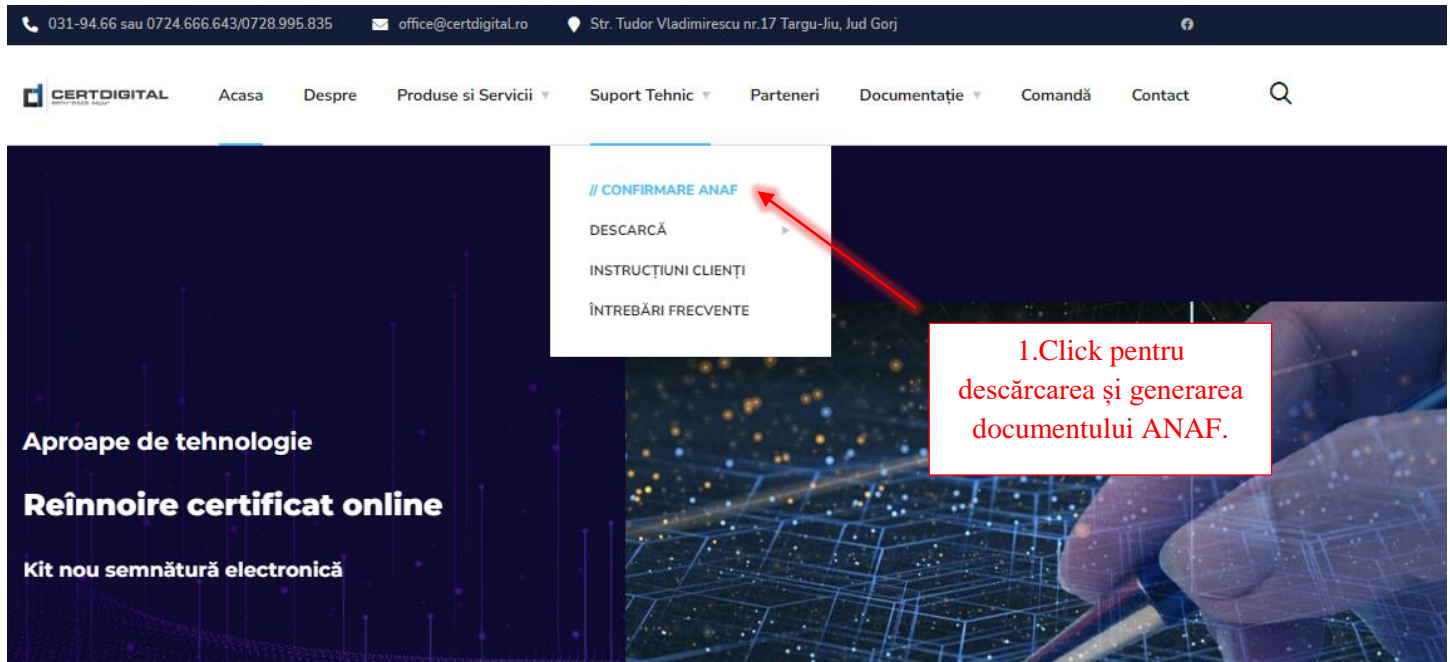 031-94.66 sau 0724.666.643/0728.995.835
office@certdigital.ro
Str. Tudor Vladimirescu nr.17 Targu-Jiu, Jud Gorj
CERTDIGITAL
Acasa
Despre
Produse si Servicii
Suport Tehnic
Parteneri
Documentație
Comandă
Contact
// CONFIRMARE ANAF
DESCARCĂ
INSTRUCȚIUNI CLIENȚI
ÎNTREBĂRI FRECVENTE
1.Click pentru
descărcarea și generarea
documentului ANAF.
Aproape de tehnologie
Reînnoire certificat online
Kit nou semnătură electronică